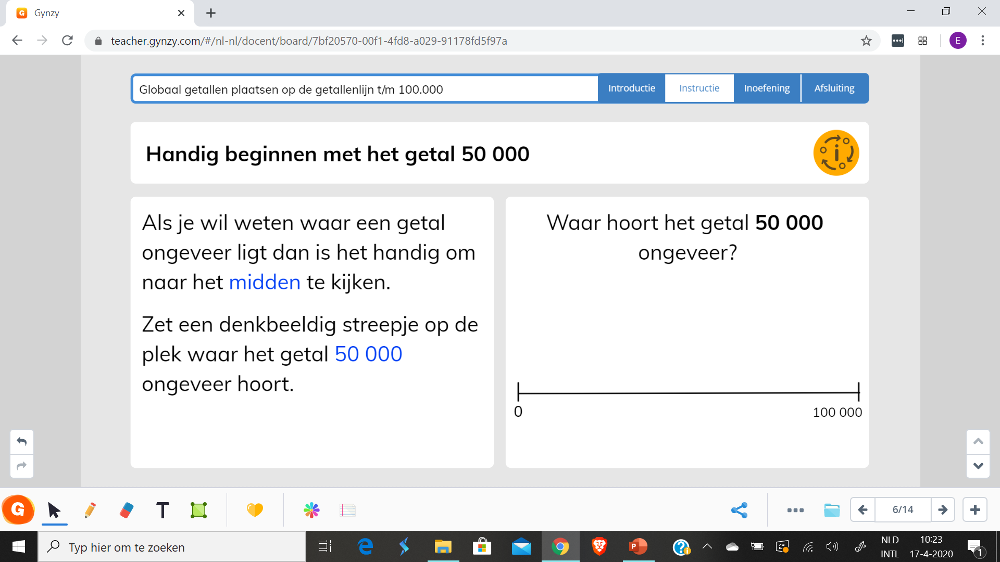 Gynzy
teacher.gynzy.com/#/nl-nl/docent/board/7bf20570-00f1-4fd8-a029-91178fd5f97a
E
Globaal getallen plaatsen op de getallenlijn t/m 100.000
Introductie
Instructie
Inoefening
Afsluiting
Handig beginnen met het getal 50 000
Als je wil weten waar een getal
ongeveer ligt dan is het handig om
naar het midden te kijken.
Zet een denkbeeldig streepje op de
plek waar het getal 50 000
ongeveer hoort.
Waar hoort het getal 50 000
ongeveer?
0
100 000
G
T
6/14
Typ hier om te zoeken
NLD
INTL
10:23
17-4-2020
1